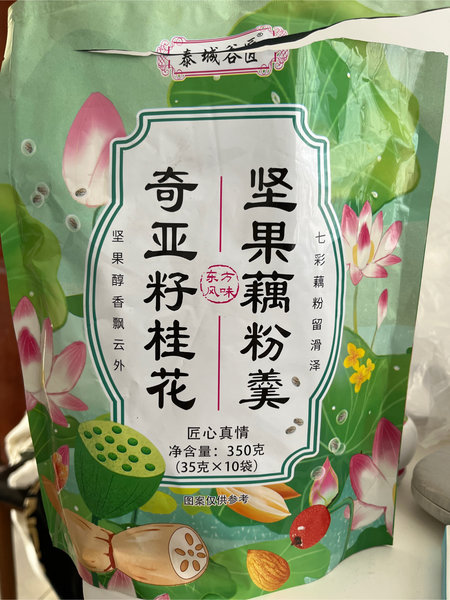 泰城谷匠
坚果藕粉羹
奇亚籽桂花
东方
风味
七彩藕粉留滑泽
坚果醇香飘云外
匠心真情
净含量：350克
(35克×10袋)
图案仅供参考